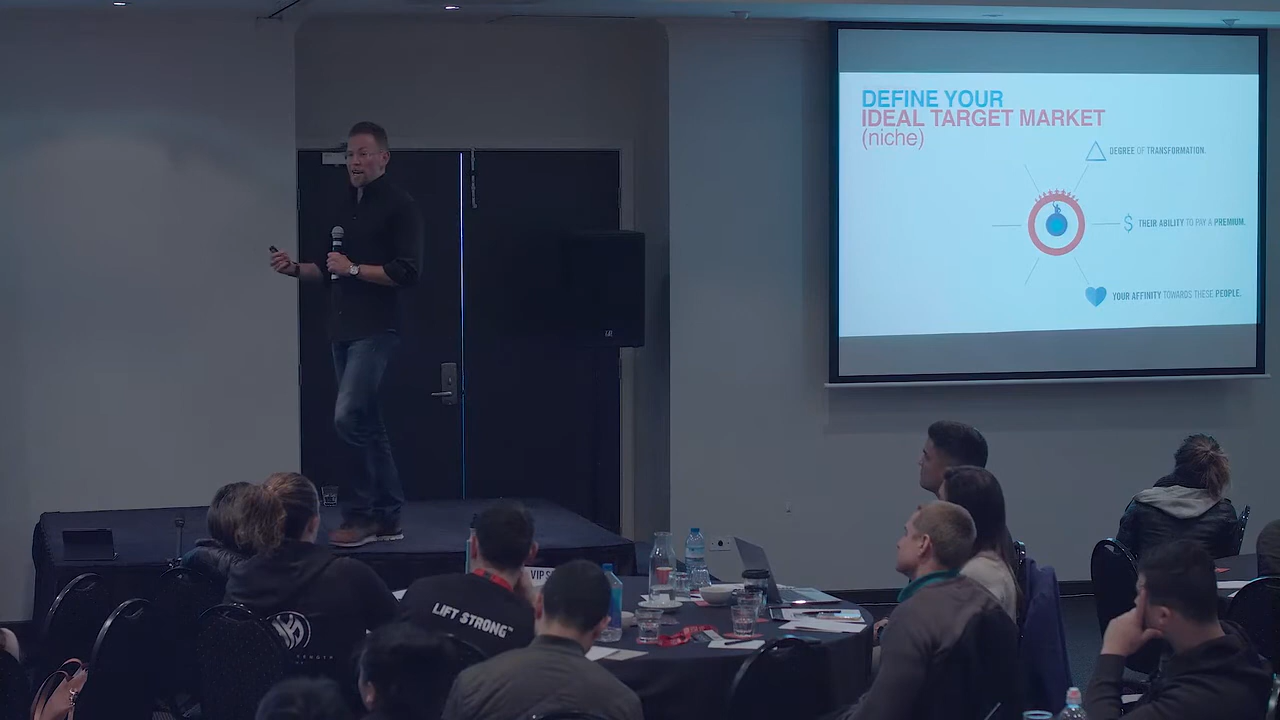 DEFINE YOUR
IDEAL TARGET MARKET
(niche)
DEGREE OF TRANSFORMATION.
$ THEIR ABILITY TO PAY A PREMIUM.
YOUR AFFINITY TOWARDS THESE PEOPLE.
VIP
LIFT STRONG™